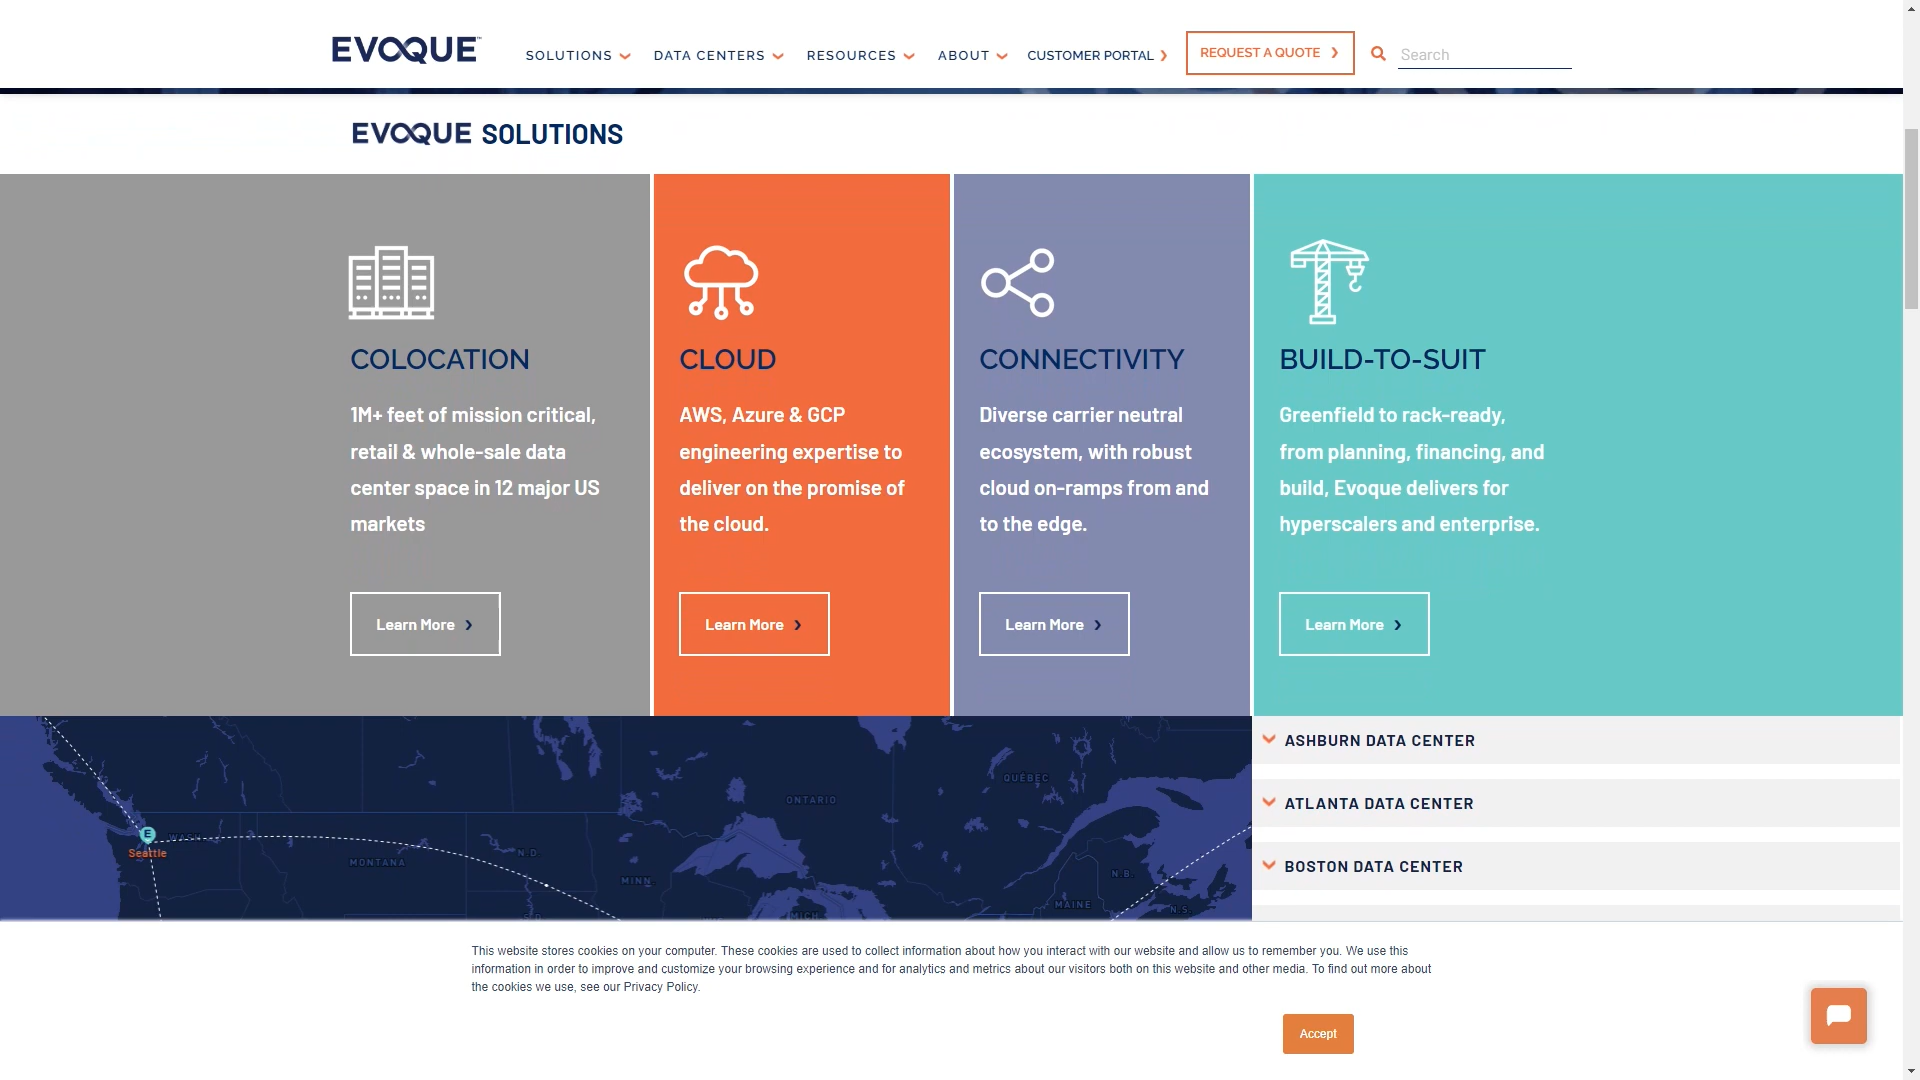 EVOQUE™
SOLUTIONS
DATA CENTERS
RESOURCES
ABOUT
CUSTOMER PORTAL
REQUEST A QUOTE
Search
EVOQUE SOLUTIONS
COLOCATION
1M+ feet of mission critical,
retail & whole-sale data
center space in 12 major US
markets
Learn More
CLOUD
AWS, Azure & GCP
engineering expertise to
deliver on the promise of
the cloud.
Learn More
CONNECTIVITY
Diverse carrier neutral
ecosystem, with robust
cloud on-ramps from and
to the edge.
Learn More
BUILD-TO-SUIT
Greenfield to rack-ready,
from planning, financing, and
build, Evoque delivers for
hyperscalers and enterprise.
Learn More
QUÉBEC
ONTARIO
E
WASH.
Seattle
MONTANA
N.D.
MINN.
N.B.
MAINE
N.S.
S.D.
MICH.
ASHBURN DATA CENTER
ATLANTA DATA CENTER
BOSTON DATA CENTER
This website stores cookies on your computer. These cookies are used to collect information about how you interact with our website and allow us to remember you. We use this
information in order to improve and customize your browsing experience and for analytics and metrics about our visitors both on this website and other media. To find out more about
the cookies we use, see our Privacy Policy.
Accept